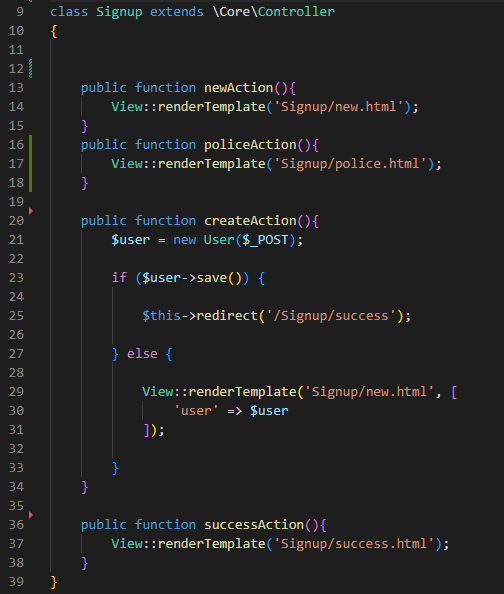 9 class Signup extends \Core\Controller
10 {
11
12
13     public function newAction(){
14         View::renderTemplate('Signup/new.html');
15     }
16     public function policeAction(){
17         View::renderTemplate('Signup/police.html');
18     }
19
20     public function createAction(){
21         $user = new User($_POST);
22
23         if ($user->save()) {
24
25             $this->redirect('/Signup/success');
26
27         } else {
28
29             View::renderTemplate('Signup/new.html', [
30                 'user' => $user
31             ]);
32
33         }
34     }
35
36     public function successAction(){
37         View::renderTemplate('Signup/success.html');
38     }
39 }